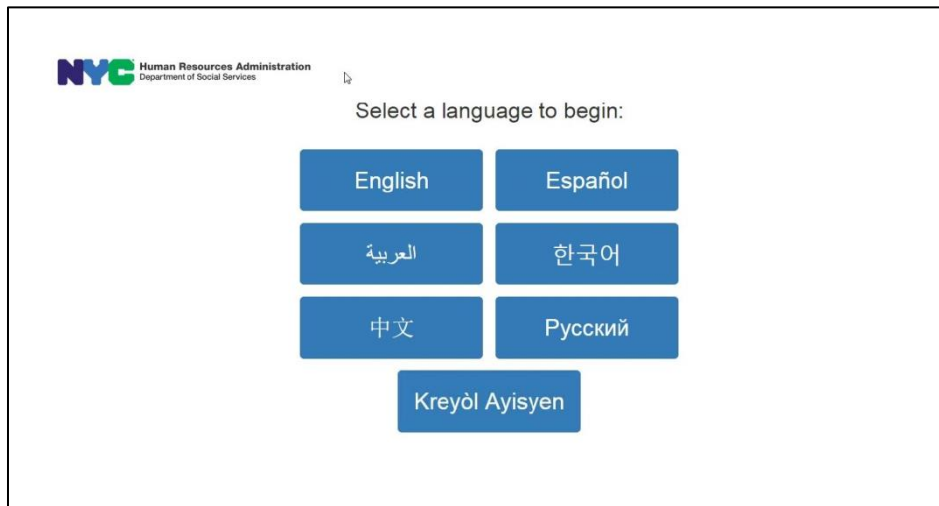 NYC
Human Resources Administration
Department of Social Services
Select a language to begin:
English
Español
العربية
한국어
中文
Русский
Kreyòl Ayisyen